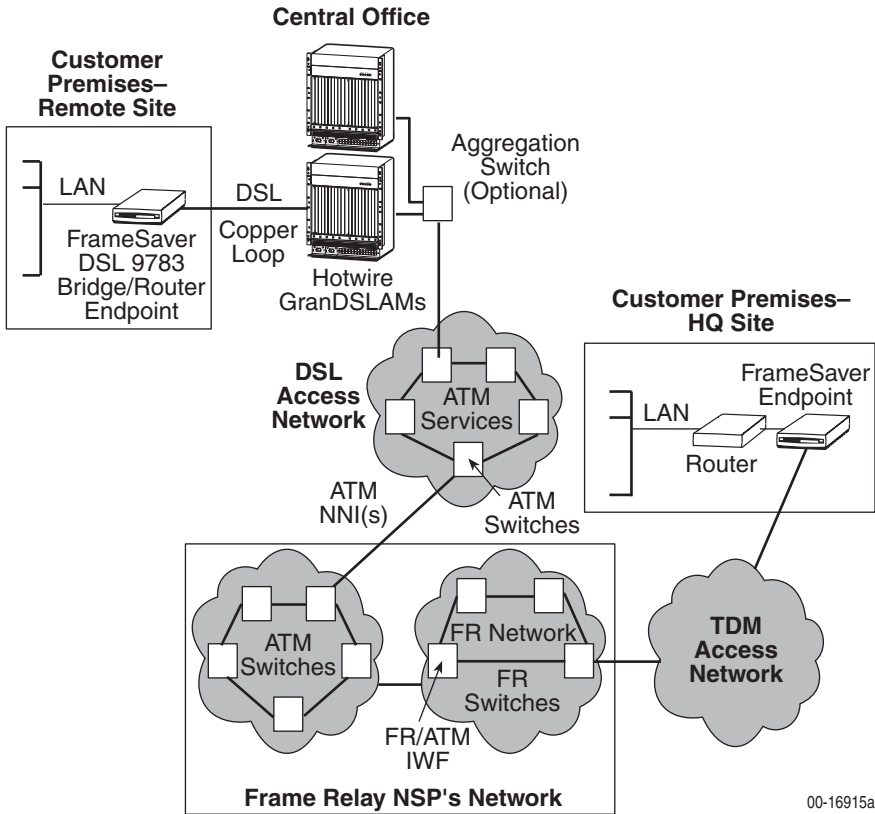 Central Office
Customer
Premises–
Remote Site
LAN
FrameSaver
DSL 9783
Bridge/Router
Endpoint
DSL
Copper
Loop
Hotwire
GranDSLAMs
Aggregation
Switch
(Optional)
Customer Premises–
HQ Site
LAN
Router
FrameSaver
Endpoint
DSL
Access
Network
ATM
Services
ATM
Switches
ATM
NNI(s)
ATM
Switches
FR Network
FR
Switches
FR/ATM
IWF
TDM
Access
Network
Frame Relay NSP's Network
00-16915a